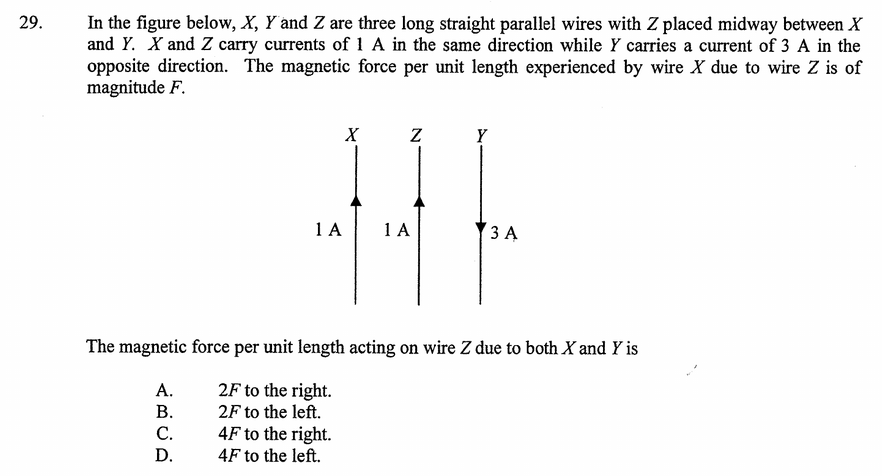 29. In the figure below, X, Y and Z are three long straight parallel wires with Z placed midway between X
and Y. X and Z carry currents of 1 A in the same direction while Y carries a current of 3 A in the
opposite direction. The magnetic force per unit length experienced by wire X due to wire Z is of
magnitude F.
X Z Y
1 A 1 A 3 A
The magnetic force per unit length acting on wire Z due to both X and Y is
A. 2F to the right.
B. 2F to the left.
C. 4F to the right.
D. 4F to the left.